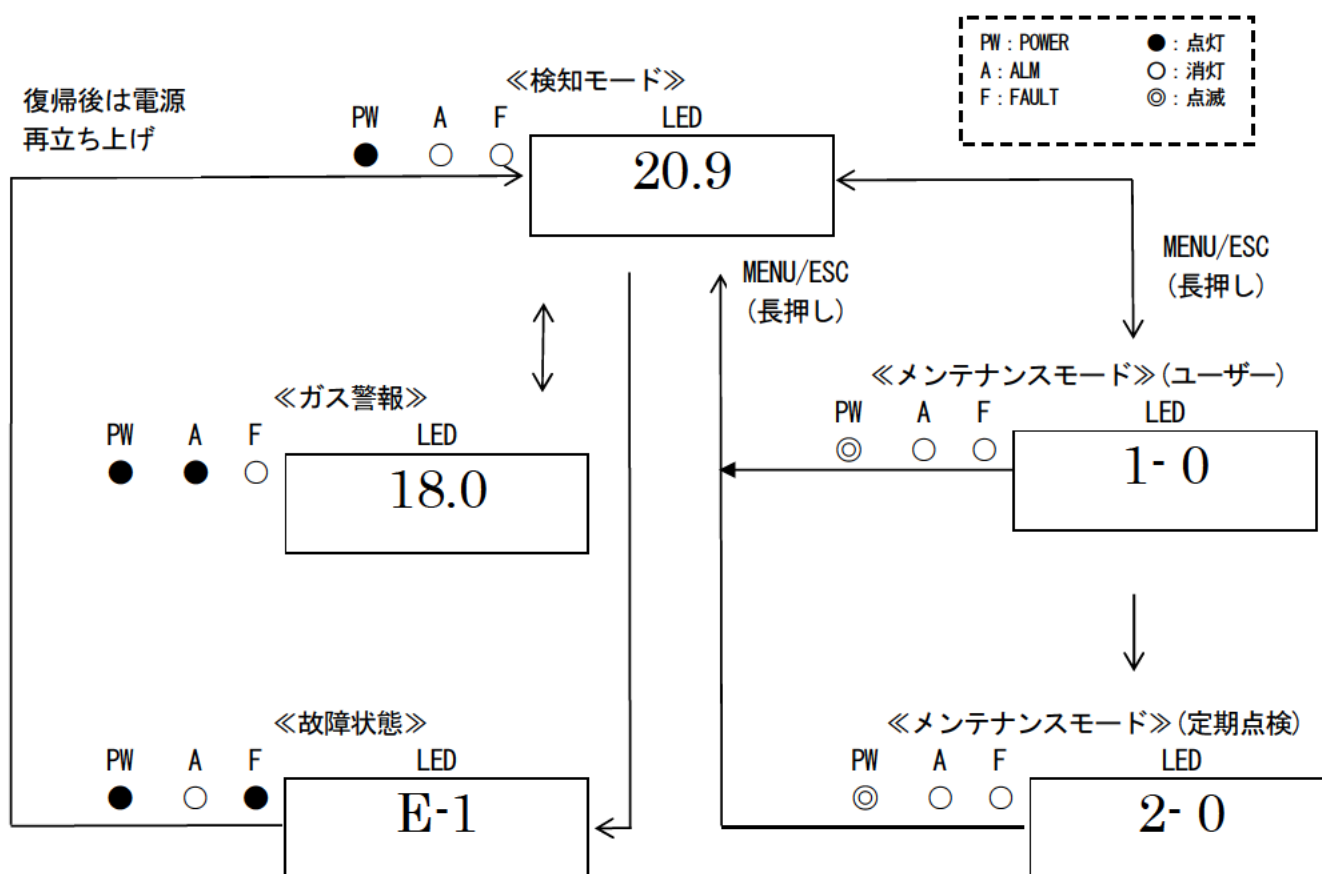 PW：POWER ●：点灯
A：ALM ○：消灯
F：FAULT ◎：点滅
≪検知モード≫
復帰後は電源
再立ち上げ
PW A F LED
● ○ ○ 20.9
MENU/ESC
(長押し)
MENU/ESC
(長押し)
≪ガス警報≫
PW A F LED
● ● ○ 18.0
≪メンテナンスモード≫(ユーザー)
PW A F LED
◎ ○ ○ 1-0
≪故障状態≫
PW A F LED
● ○ ● E-1
≪メンテナンスモード≫(定期点検)
PW A F LED
◎ ○ ○ 2-0